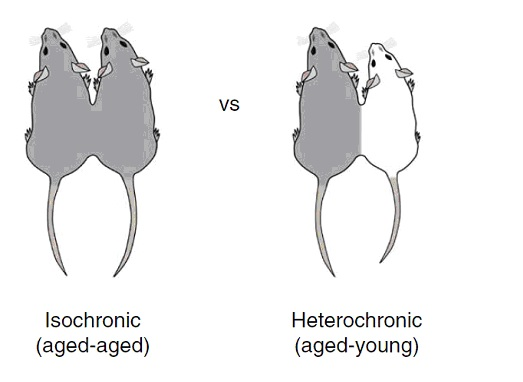 vs
Isochronic
(aged-aged)
Heterochronic
(aged-young)